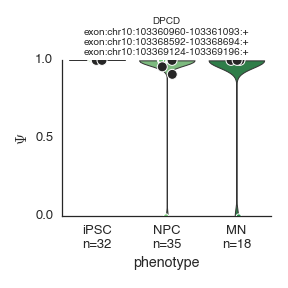 DPCD
exon:chr10:103360960-103361093:+
exon:chr10:103368592-103368694:+
exon:chr10:103369124-103369196:+
1.0
0.5
0.0
Ψ
iPSC NPC MN
n=32 n=35 n=18
phenotype